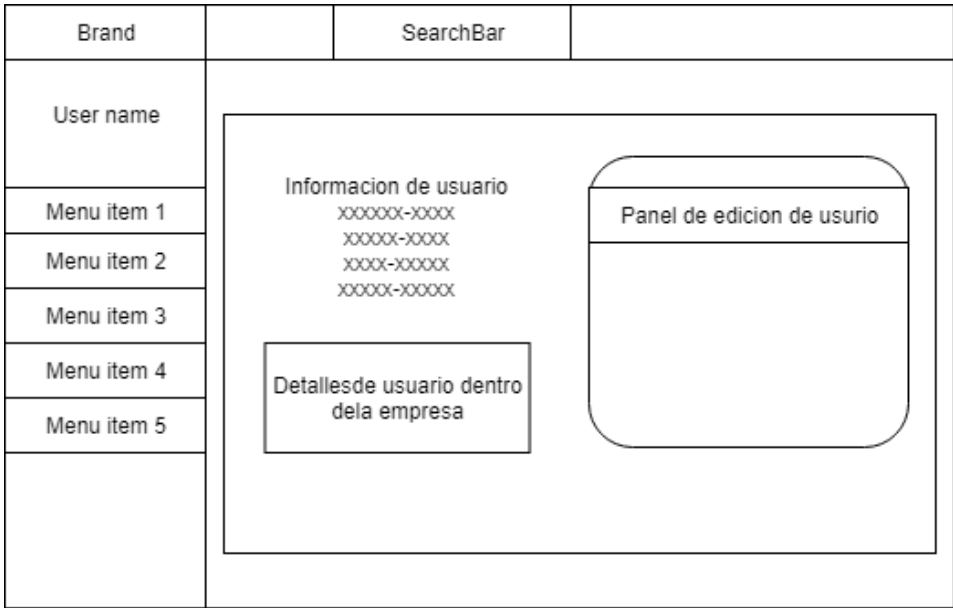 Brand
SearchBar
User name
Menu item 1
Menu item 2
Menu item 3
Menu item 4
Menu item 5
Informacion de usuario
XXXXXX-XXXX
XXXXX-XXXX
XXXX-XXXXX
XXXXX-XXXXX
Detallesde usuario dentro
dela empresa
Panel de edicion de usurio